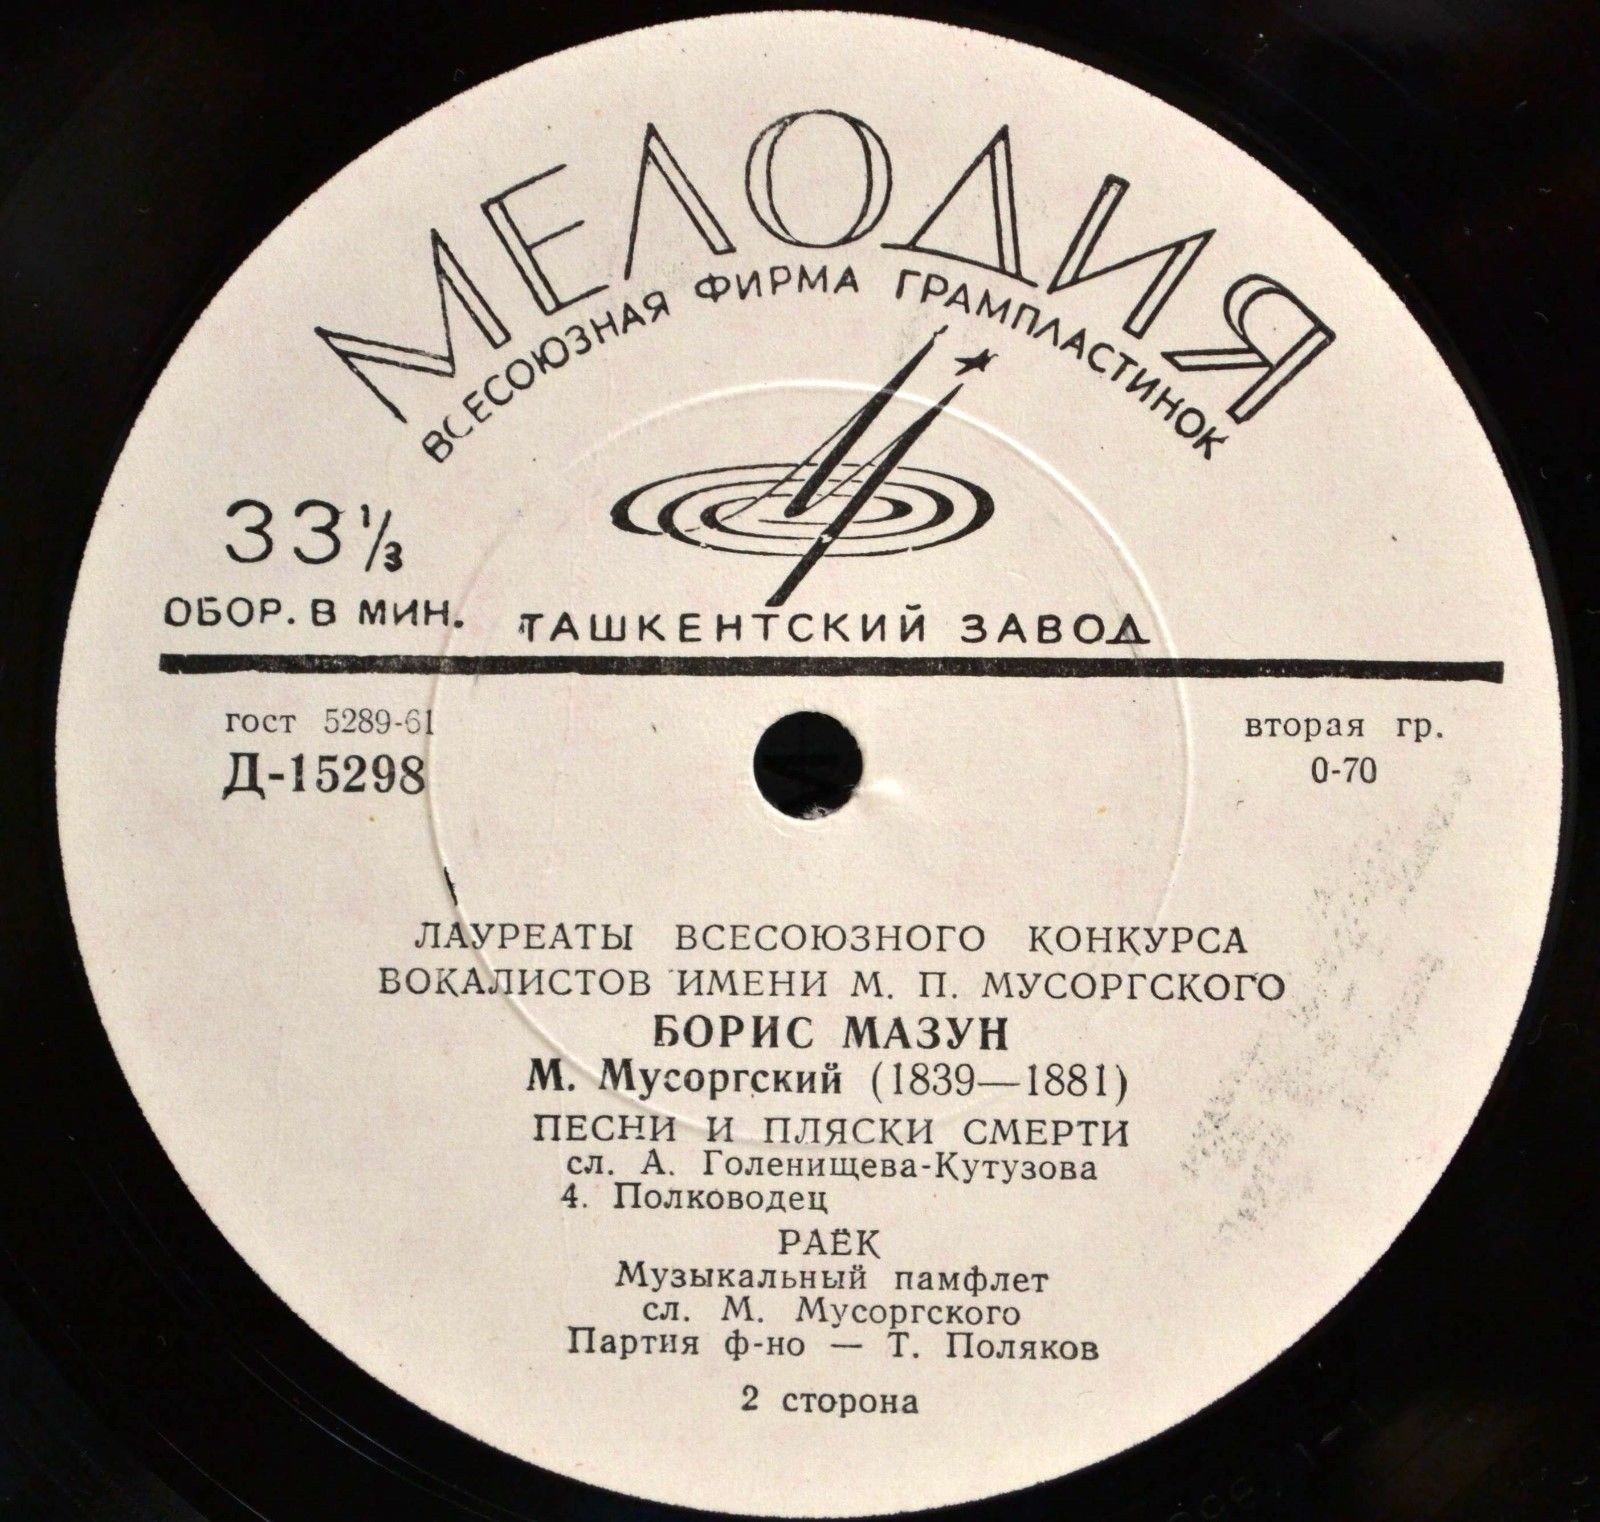 МЕЛОДИЯ
ВСЕСОЮЗНАЯ ФИРМА ГРАМПЛАСТИНОК
33 1/3
ОБОР. В МИН.
ТАШКЕНТСКИЙ ЗАВОД
гост 5289-61
вторая гр.
Д-15298
0-70
ЛАУРЕАТЫ ВСЕСОЮЗНОГО КОНКУРСА
ВОКАЛИСТОВ ИМЕНИ М. П. МУСОРГСКОГО
БОРИС МАЗУН
М. Мусоргский (1839—1881)
ПЕСНИ И ПЛЯСКИ СМЕРТИ
сл. А. Голенищева-Кутузова
4. Полководец
РАЁК
Музыкальный памфлет
сл. М. Мусоргского
Партия ф-но — Т. Поляков
2 сторона